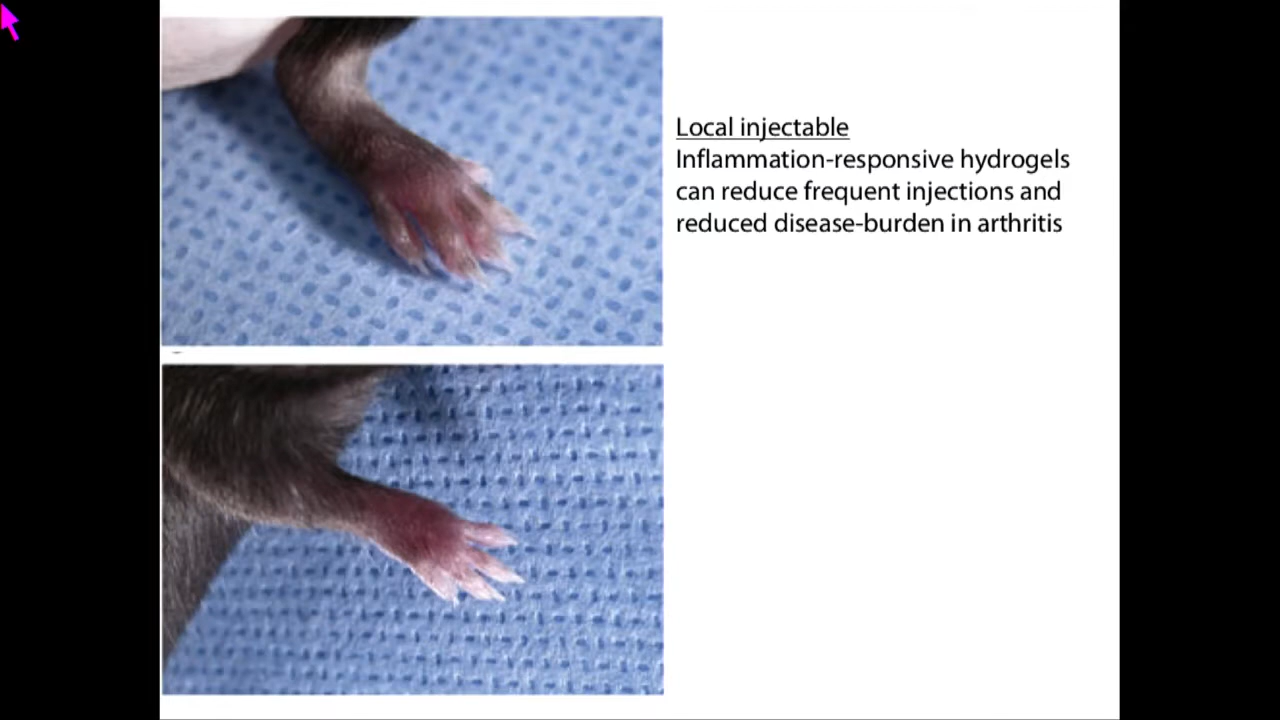 Local injectable
Inflammation-responsive hydrogels
can reduce frequent injections and
reduced disease-burden in arthritis